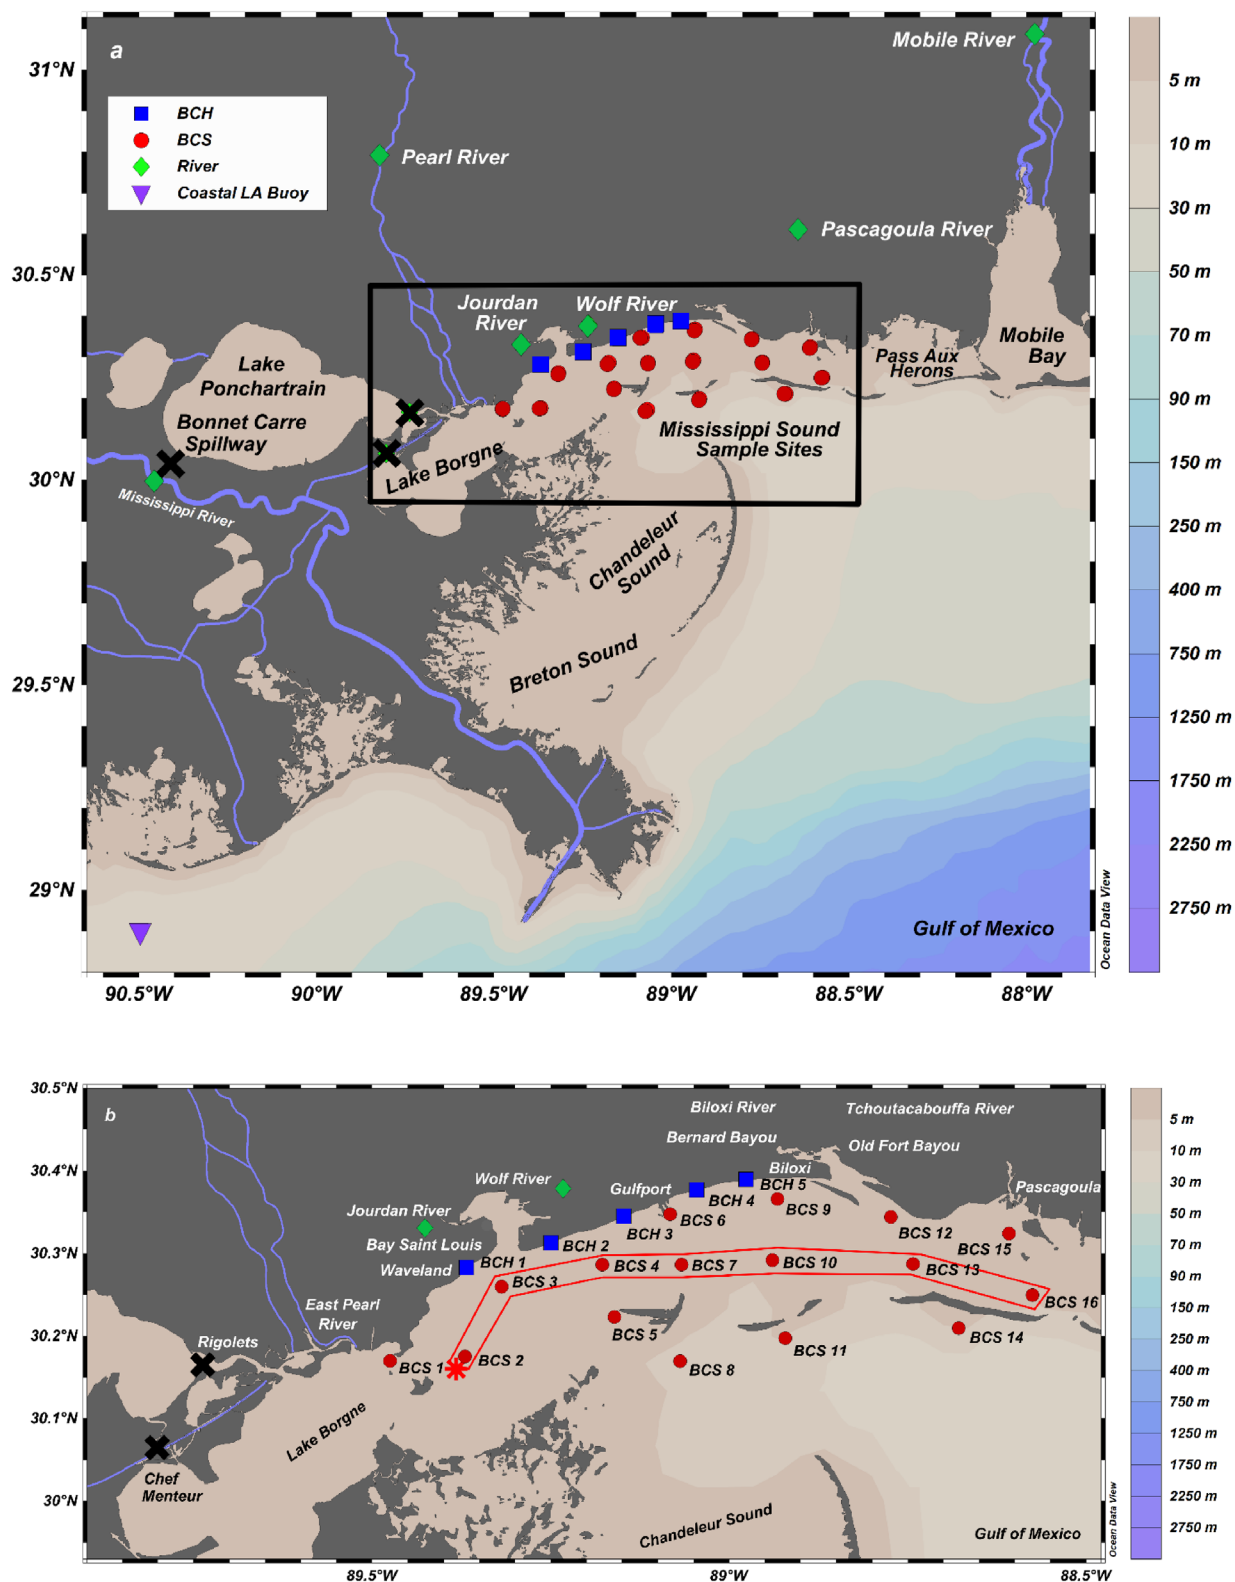 a
31°N
30.5°N
30°N
29.5°N
29°N
BCH
BCS
River
Coastal LA Buoy
Mobile River
Pearl River
Pascagoula River
Jourdan
River
Wolf River
Lake
Ponchartrain
Bonnet Carre
Spillway
Mississippi River
Lake Borgne
Mississippi Sound
Sample Sites
Pass Aux
Herons
Mobile
Bay
Chandeleur
Sound
Breton Sound
Gulf of Mexico
Ocean Data View
90.5°W
90°W
89.5°W
89°W
88.5°W
88°W
5 m
10 m
30 m
50 m
70 m
90 m
150 m
250 m
400 m
750 m
1250 m
1750 m
2250 m
2750 m
b
30.5°N
30.4°N
30.3°N
30.2°N
30.1°N
30°N
Biloxi River
Tchoutacabouffa River
Bernard Bayou
Old Fort Bayou
Biloxi
Wolf River
Gulfport
Pascagoula
Jourdan River
Bay Saint Louis
Waveland
East Pearl
River
Rigolets
Chef
Menteur
Lake Borgne
Chandeleur Sound
Gulf of Mexico
BCH 1
BCH 2
BCH 3
BCH 4
BCH 5
BCS 1
BCS 2
BCS 3
BCS 4
BCS 5
BCS 6
BCS 7
BCS 8
BCS 9
BCS 10
BCS 11
BCS 12
BCS 13
BCS 14
BCS 15
BCS 16
Ocean Data View
89.5°W
89°W
88.5°W
5 m
10 m
30 m
50 m
70 m
90 m
150 m
250 m
400 m
750 m
1250 m
1750 m
2250 m
2750 m